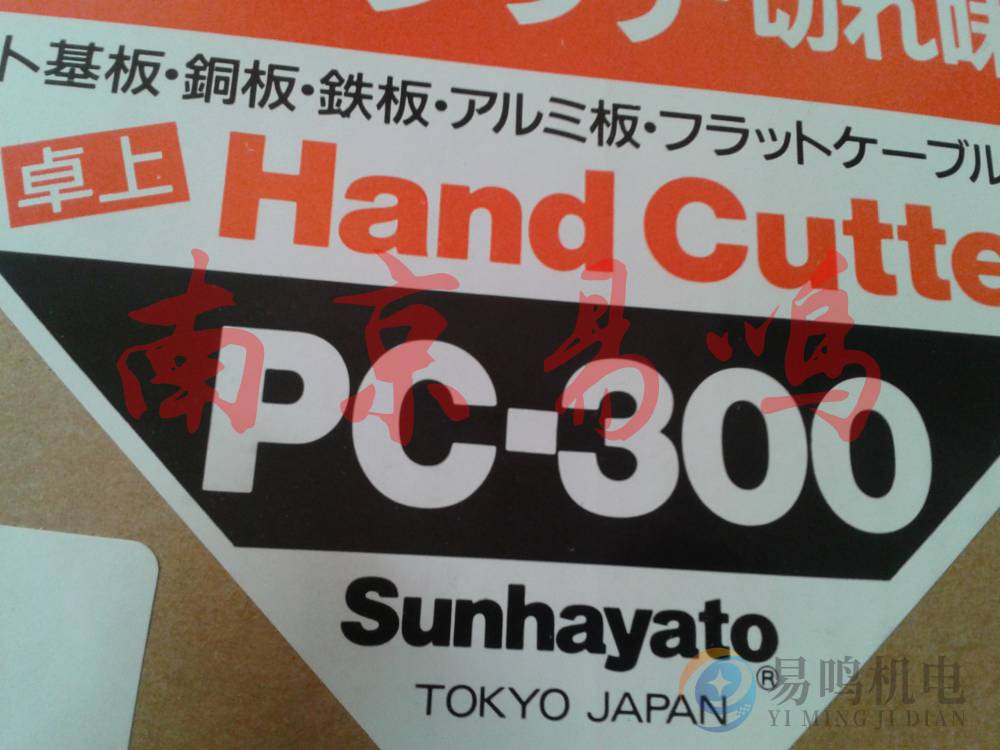 切れ味
ト基板・銅板・鉄板・アルミ板・フラットケーブル
卓上 Hand Cutte
南京易鸣
PC-300
Sunhayato
®
TOKYO JAPAN
易鸣机电
YI MING JI DIAN